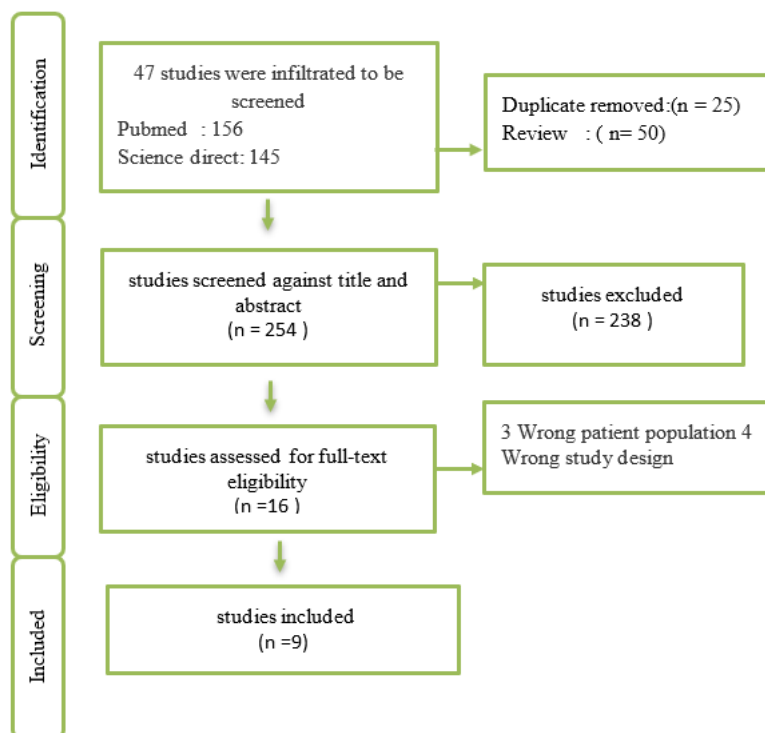 Identification
47 studies were infiltrated to be
screened
Pubmed : 156
Science direct: 145
Duplicate removed:(n = 25)
Review : ( n= 50)
Screening
studies screened against title and
abstract
(n = 254 )
studies excluded
(n = 238 )
Eligibility
studies assessed for full-text
eligibility
(n =16 )
3 Wrong patient population 4
Wrong study design
Included
studies included
(n =9)